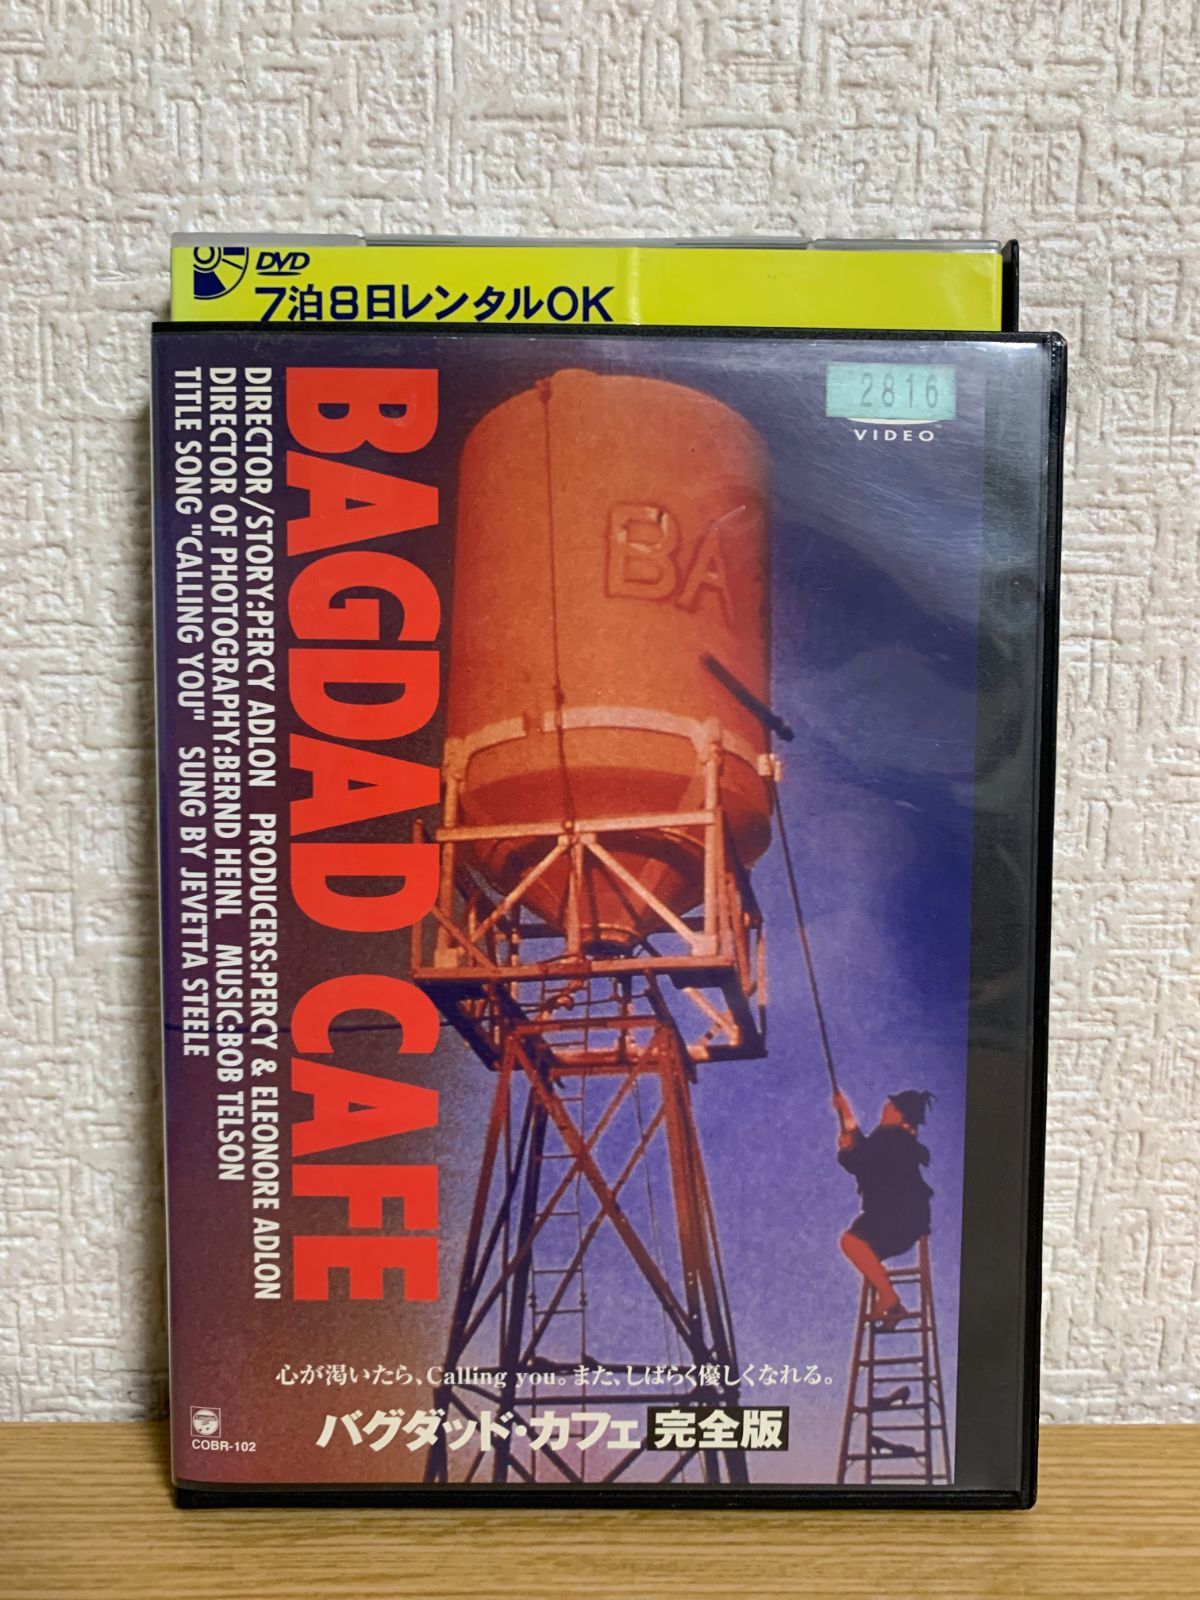 DVD
7泊8日レンタルOK
2816
VIDEO
BA
BAGDAD CAFE
DIRECTOR/STORY:PERCY ADLON PRODUCERS:PERCY & ELEONORE ADLON
DIRECTOR OF PHOTOGRAPHY:BERND HEINL MUSIC:BOB TELSON
TITLE SONG "CALLING YOU" SUNG BY JEVETTA STEELE
心が渇いたら、Calling you。また、しばらく優しくなれる。
バグダッド・カフェ 完全版
COBR-102